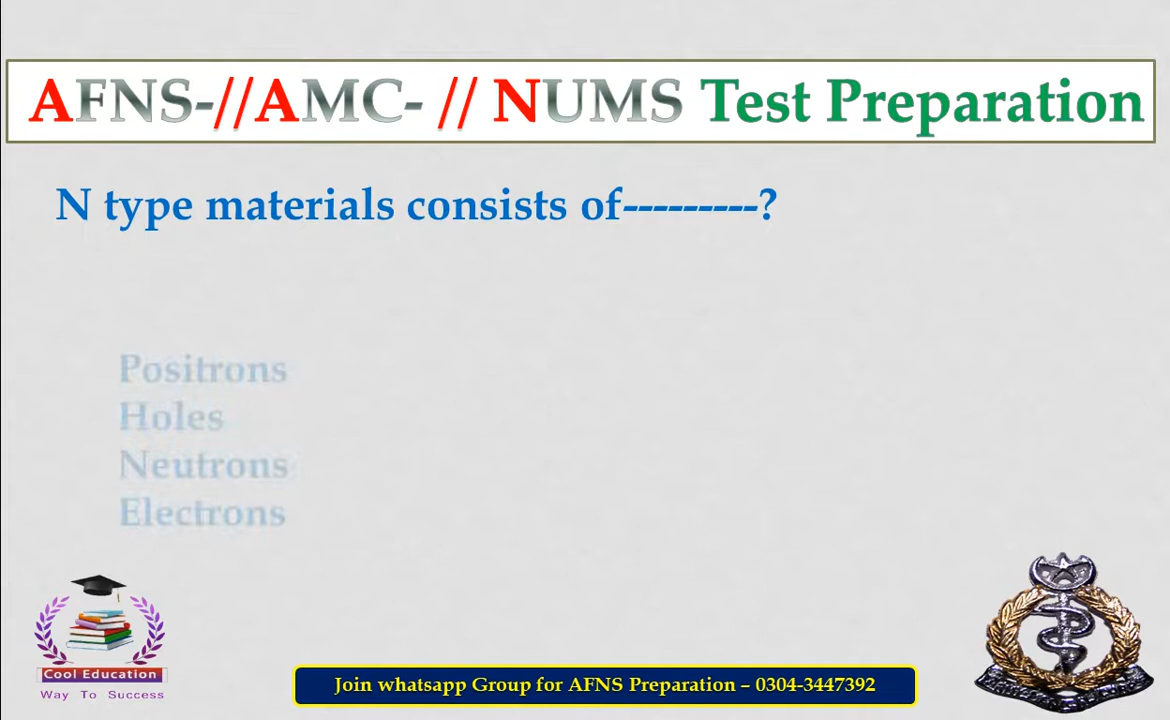 AFNS-//AMC- // NUMS Test Preparation
N type materials consists of---------?
Positrons
Holes
Neutrons
Electrons
Cool Education
Way To Success
Join whatsapp Group for AFNS Preparation – 0304-3447392